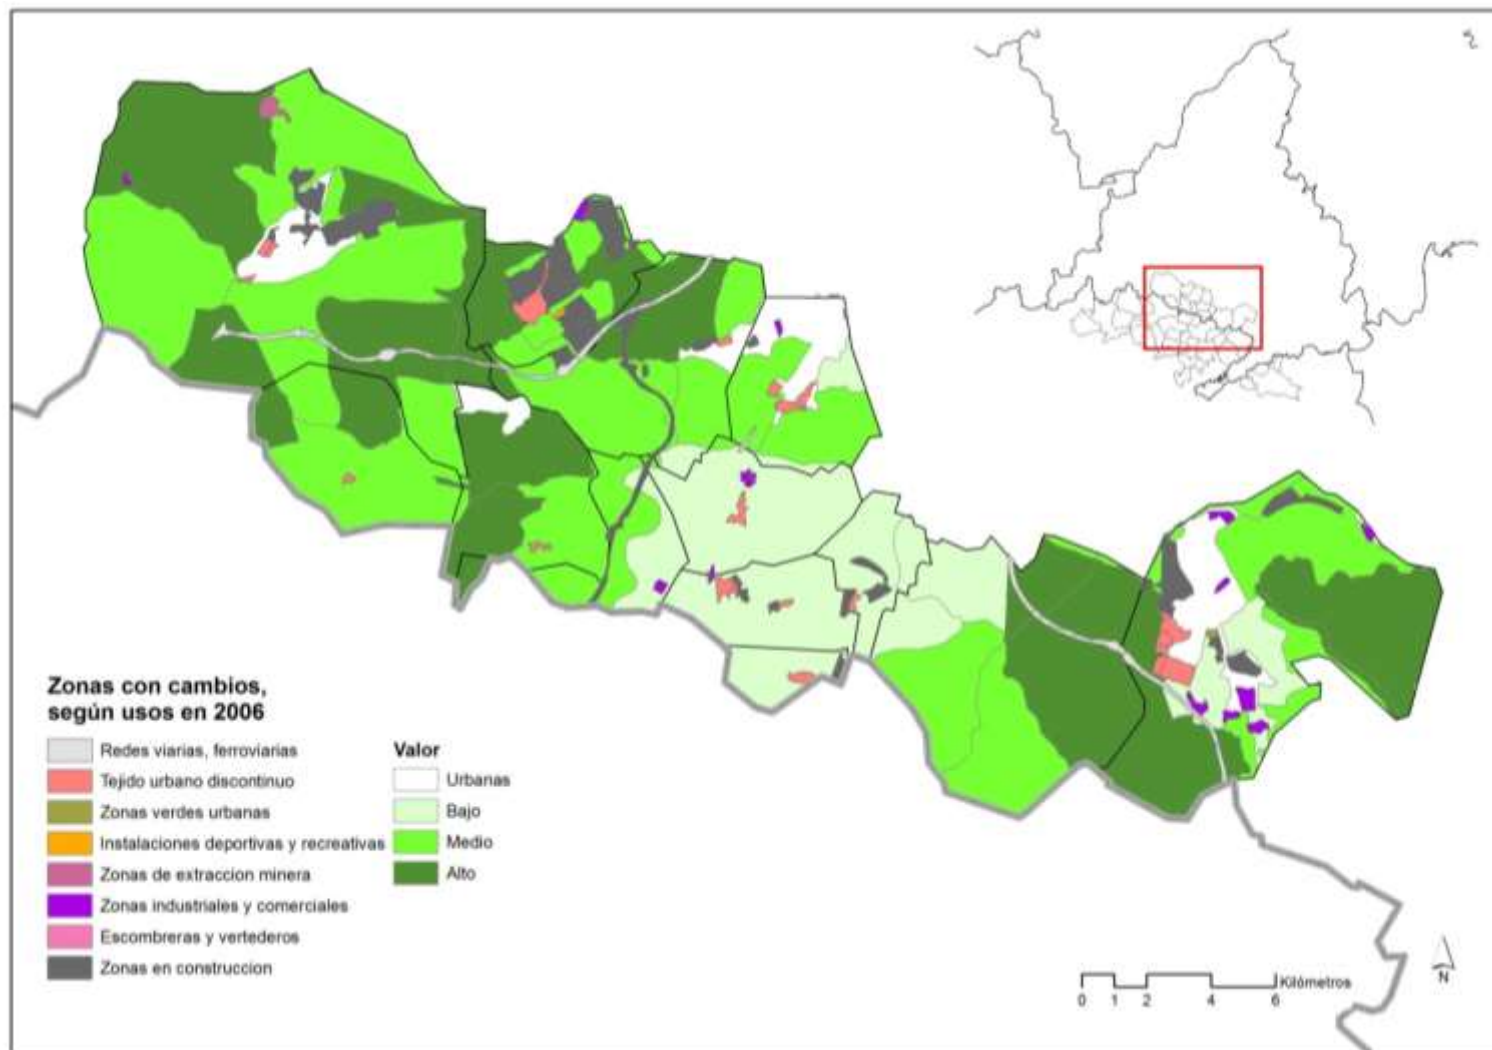 Zonas con cambios,
según usos en 2006
Redes viarias, ferroviarias
Tejido urbano discontinuo
Zonas verdes urbanas
Instalaciones deportivas y recreativas
Zonas de extraccion minera
Zonas industriales y comerciales
Escombreras y vertederos
Zonas en construccion
Valor
Urbanas
Bajo
Medio
Alto
Kilómetros
0 1 2 4 6
N